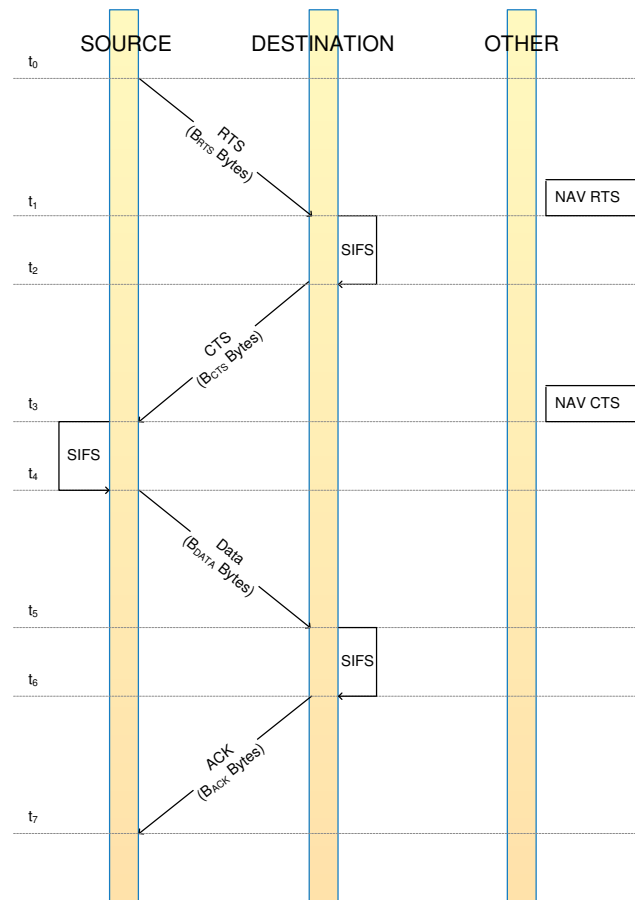 SOURCE DESTINATION OTHER
t0
RTS
(BRTS Bytes)
NAV RTS
t1
SIFS
t2
CTS
(BCTS Bytes)
NAV CTS
t3
SIFS
t4
Data
(BDATA Bytes)
t5
SIFS
t6
ACK
(BACK Bytes)
t7